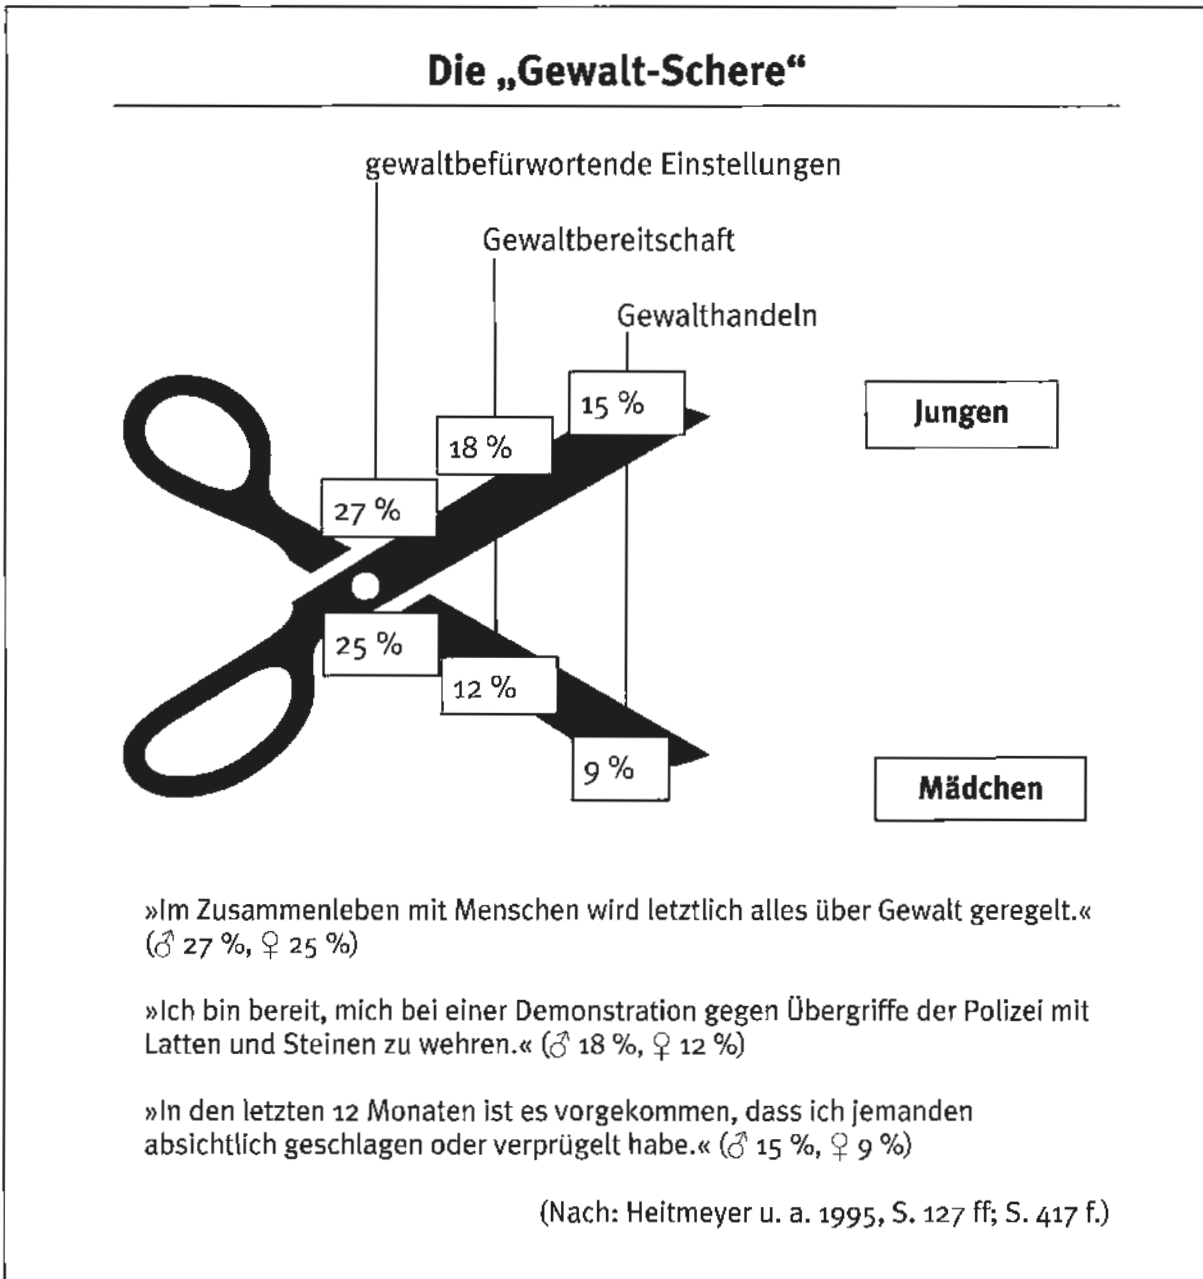 Die „Gewalt-Schere“
gewaltbefürwortende Einstellungen
Gewaltbereitschaft
Gewalthandeln
15 %
Jungen
18 %
27 %
25 %
12 %
9 %
Mädchen
»Im Zusammenleben mit Menschen wird letztlich alles über Gewalt geregelt.«
(♂ 27 %, ♀ 25 %)
»Ich bin bereit, mich bei einer Demonstration gegen Übergriffe der Polizei mit
Latten und Steinen zu wehren.« (♂ 18 %, ♀ 12 %)
»In den letzten 12 Monaten ist es vorgekommen, dass ich jemanden
absichtlich geschlagen oder verprügelt habe.« (♂ 15 %, ♀ 9 %)
(Nach: Heitmeyer u. a. 1995, S. 127 ff; S. 417 f.)